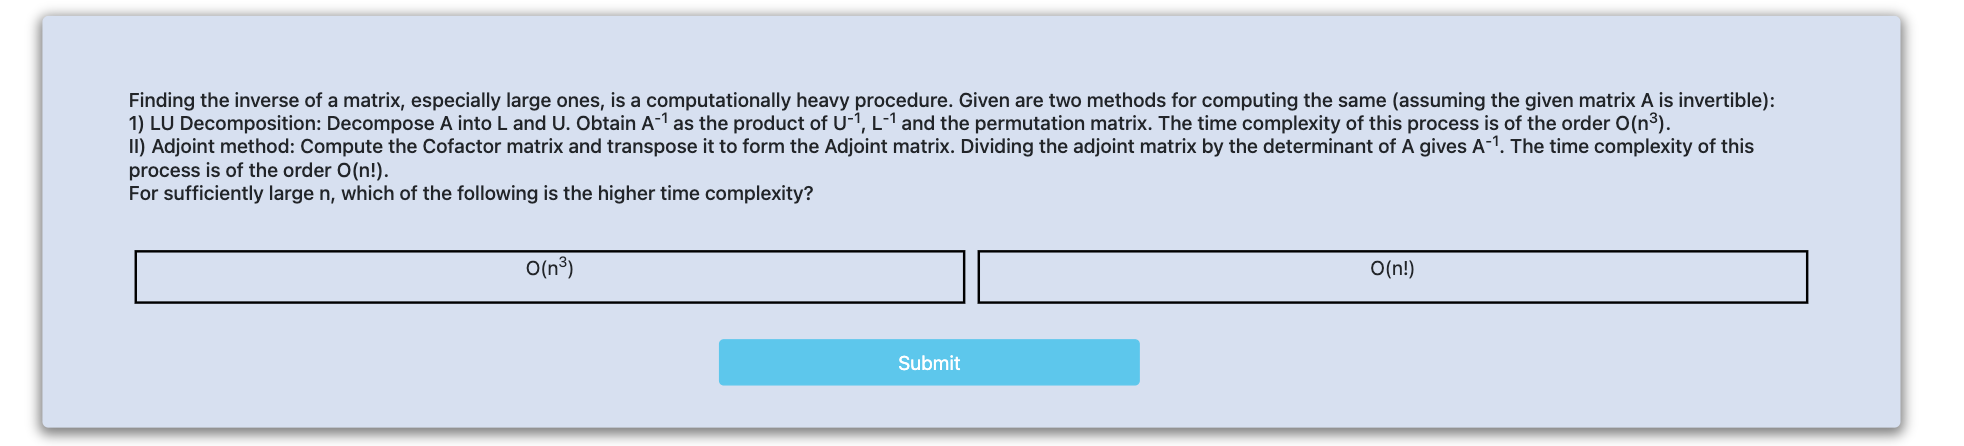 Finding the inverse of a matrix, especially large ones, is a computationally heavy procedure. Given are two methods for computing the same (assuming the given matrix A is invertible):
1) LU Decomposition: Decompose A into L and U. Obtain A⁻¹ as the product of U⁻¹, L⁻¹ and the permutation matrix. The time complexity of this process is of the order O(n³).
II) Adjoint method: Compute the Cofactor matrix and transpose it to form the Adjoint matrix. Dividing the adjoint matrix by the determinant of A gives A⁻¹. The time complexity of this
process is of the order O(n!).
For sufficiently large n, which of the following is the higher time complexity?
O(n³)
O(n!)
Submit